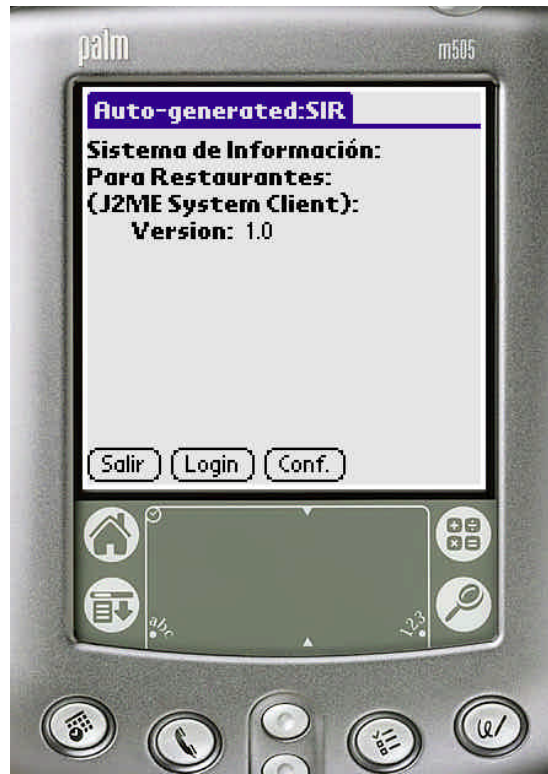 palm m505
Auto-generated:SIR
Sistema de Información:
Para Restaurantes:
(J2ME System Client):
Version: 1.0
Salir Login Conf.
abc 123